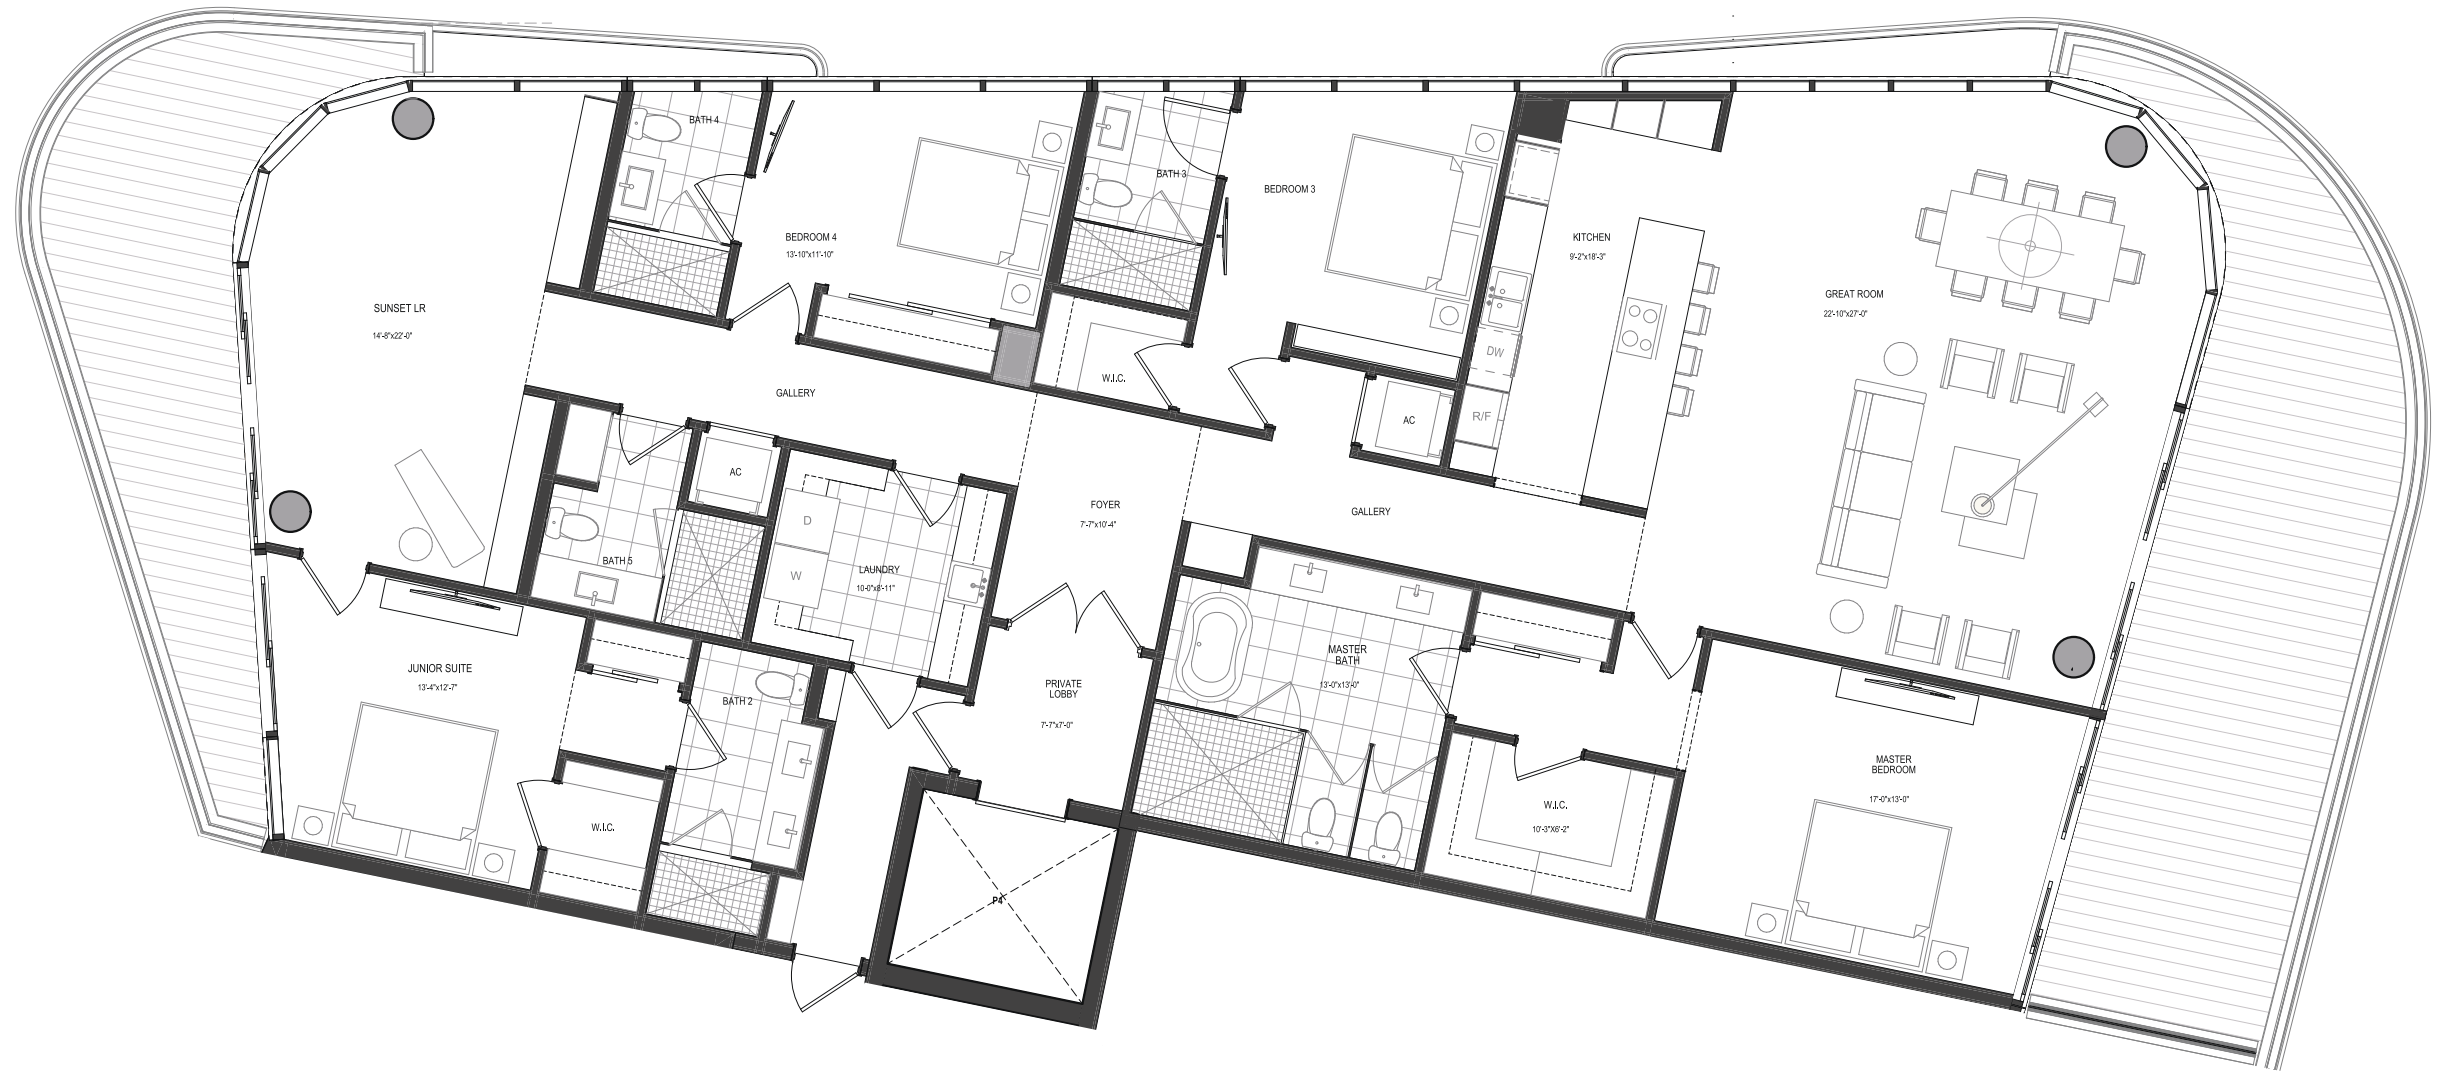 BATH 4
BEDROOM 4
13'-10"x11'-10"
BATH 3
BEDROOM 3
KITCHEN
9'-2"x18'-3"
GREAT ROOM
22'-10"x27'-0"
SUNSET LR
14'-8"x22'-0"
DW
W.I.C.
GALLERY
R/F
AC
AC
FOYER
7'-7"x10'-4"
GALLERY
D
W
BATH 5
LAUNDRY
10-0"x8'-11"
JUNIOR SUITE
13'-4"x12'-7"
BATH 2
PRIVATE
LOBBY
7'-7"x7'-0"
MASTER
BATH
13'-0"x13'-0"
MASTER
BEDROOM
17'-0"x13'-0"
W.I.C.
W.I.C.
10'-3"X6'-2"
P4